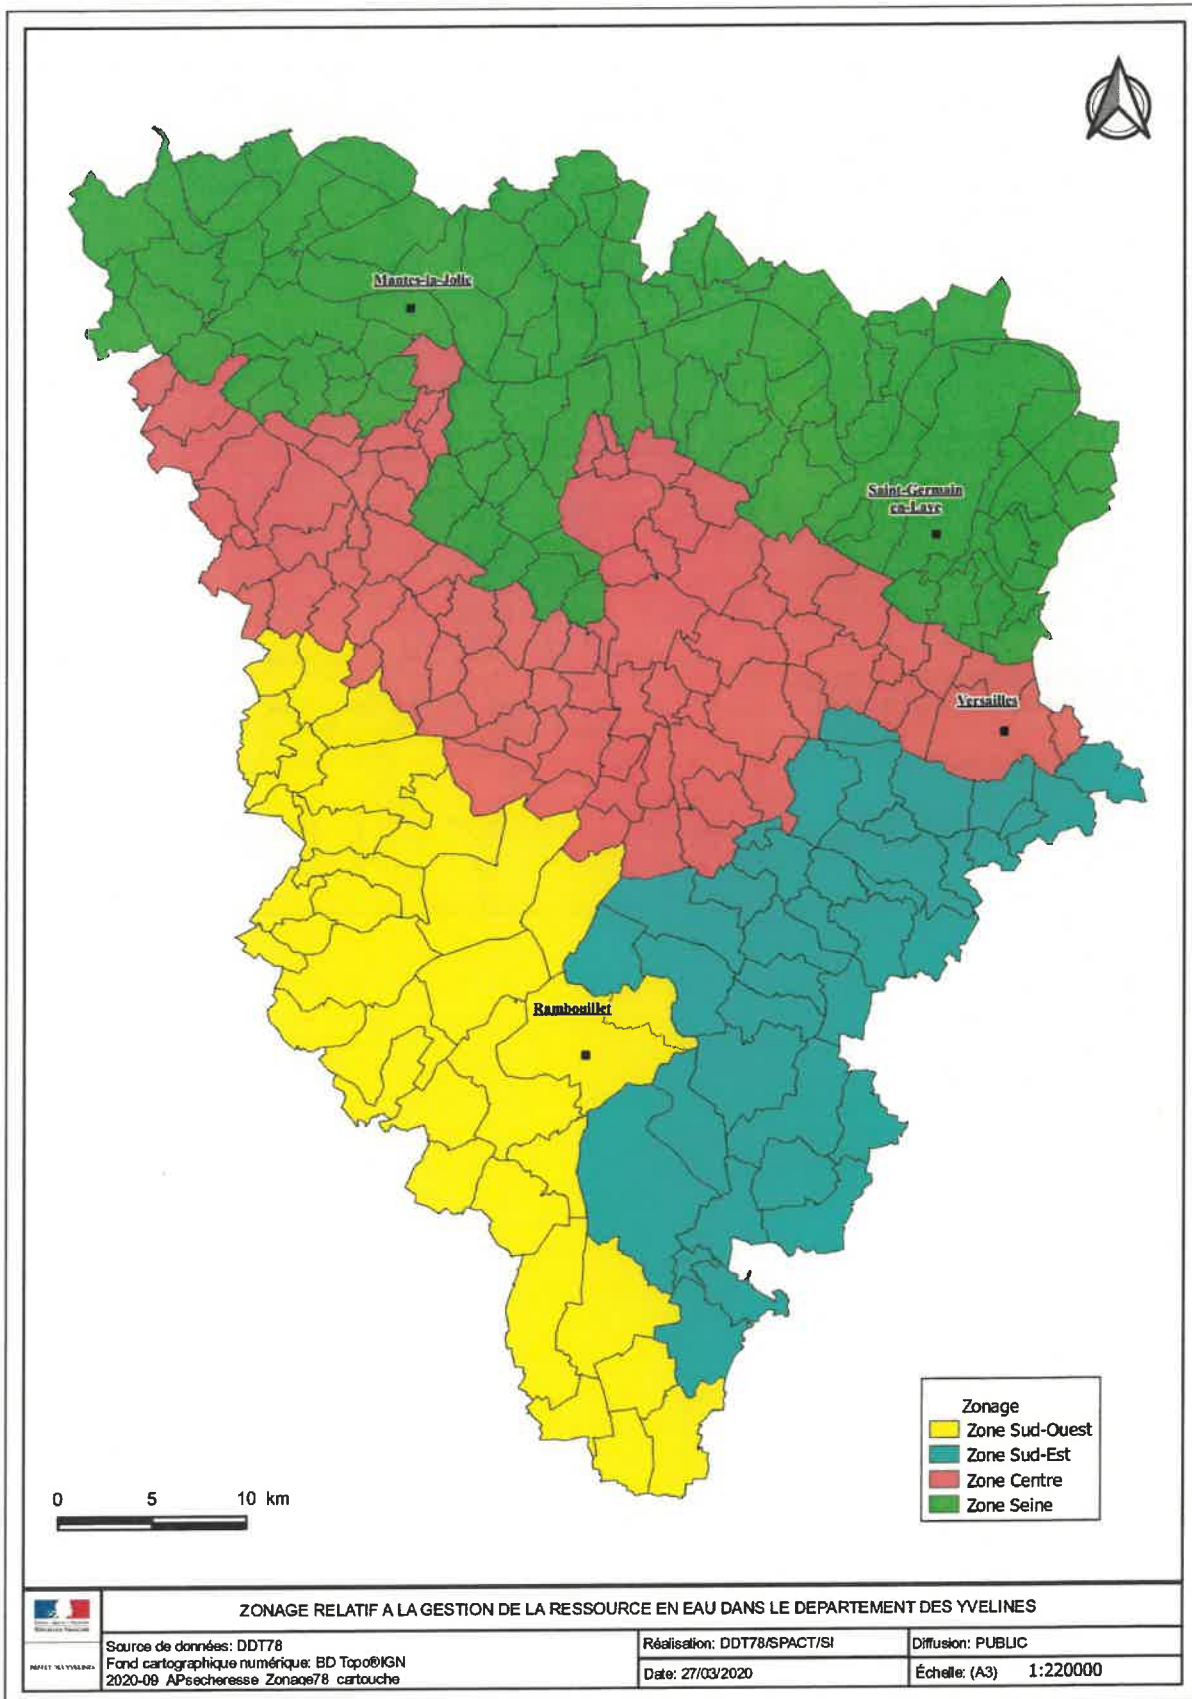 Mantes-la-Jolie
Saint-Germain
en-Laye
Versailles
Rambouillet
Zonage
Zone Sud-Ouest
Zone Sud-Est
Zone Centre
Zone Seine
0 5 10 km
ZONAGE RELATIF A LA GESTION DE LA RESSOURCE EN EAU DANS LE DEPARTEMENT DES YVELINES
Source de données: DDT78
Fond cartographique numérique: BD Topo®IGN
2020-09 APsecheresse Zonage78 cartouche
Réalisation: DDT78/SPACT/SI
Date: 27/03/2020
Diffusion: PUBLIC
Échelle: (A3) 1:220000